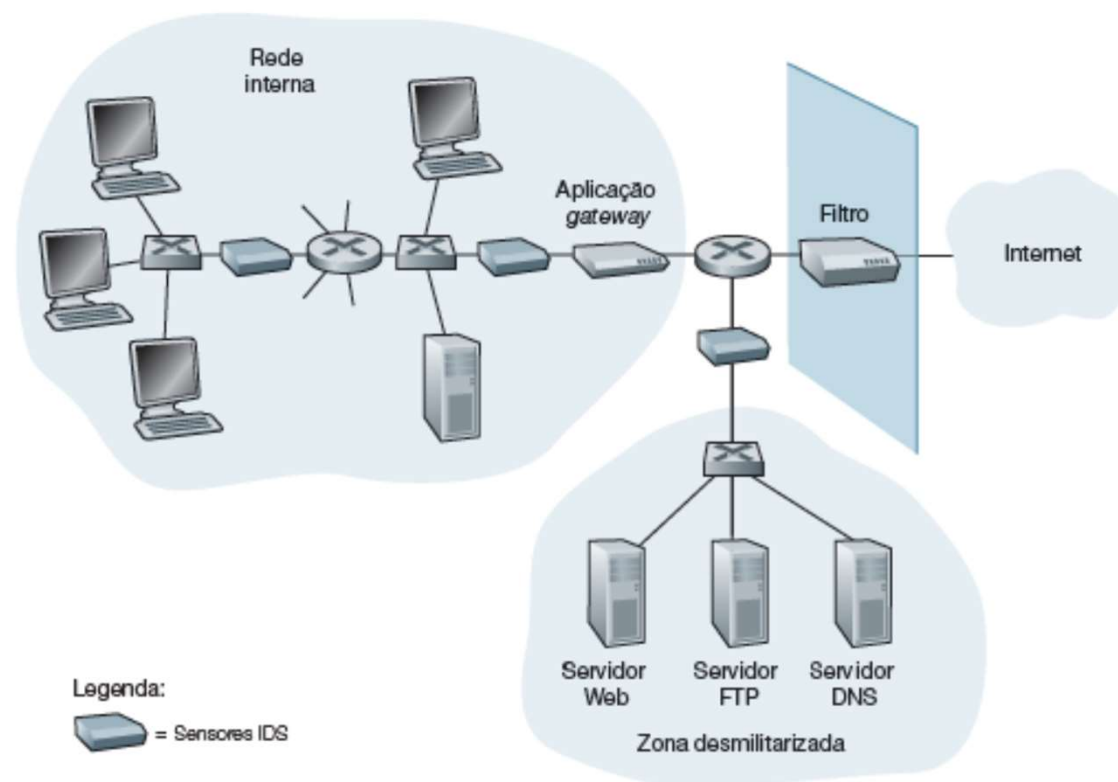 Rede
interna
Aplicação
gateway
Filtro
Internet
Servidor
Web
Servidor
FTP
Servidor
DNS
Zona desmilitarizada
Legenda:
= Sensores IDS